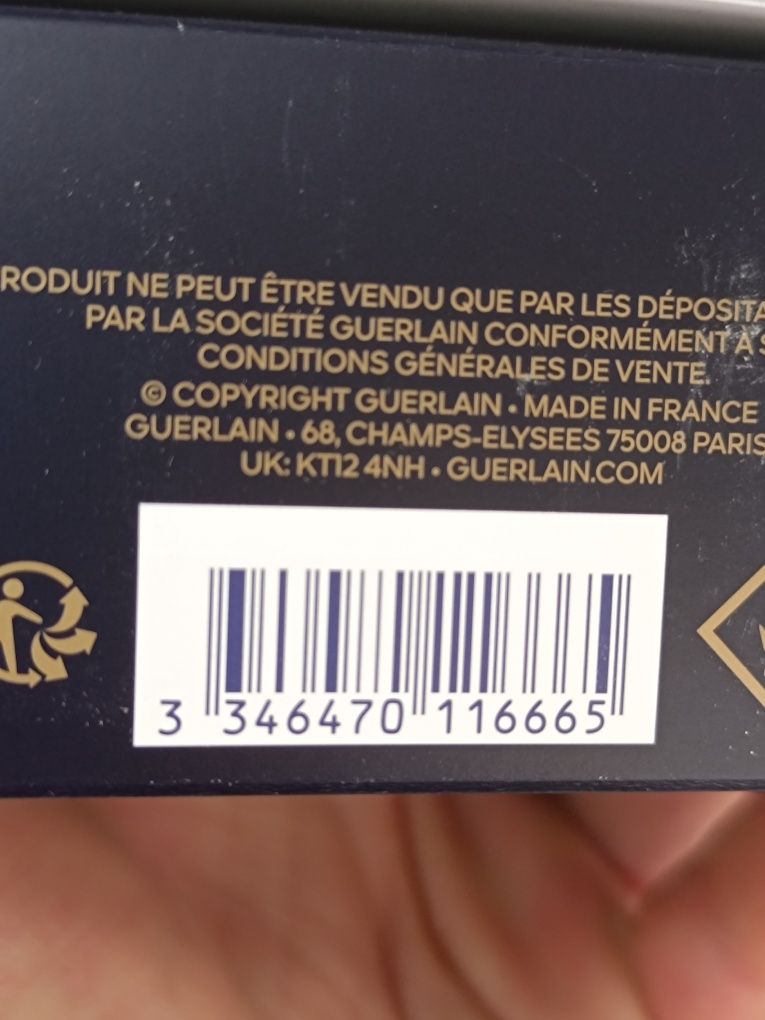 RODUIT NE PEUT ÊTRE VENDU QUE PAR LES DÉPOSITA
PAR LA SOCIÉTÉ GUERLAIN CONFORMÉMENT À S
CONDITIONS GÉNÉRALES DE VENTE.
© COPYRIGHT GUERLAIN • MADE IN FRANCE
GUERLAIN • 68, CHAMPS-ELYSEES 75008 PARIS
UK: KT12 4NH • GUERLAIN.COM
3 346470 116665